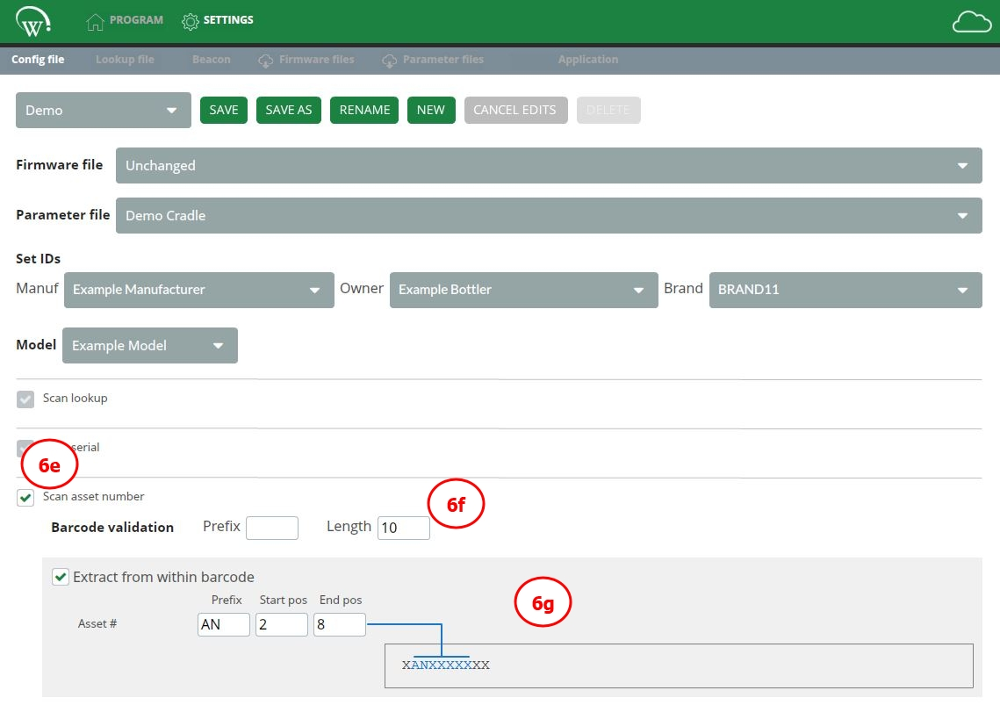 W
PROGRAM SETTINGS
Config file Lookup file Beacon Firmware files Parameter files Application
Demo SAVE SAVE AS RENAME NEW CANCEL EDITS DELETE
Firmware file Unchanged
Parameter file Demo Cradle
Set IDs
Manuf Example Manufacturer Owner Example Bottler Brand BRAND11
Model Example Model
Scan lookup
serial
6e
Scan asset number
6f
Barcode validation Prefix Length 10
Extract from within barcode
Prefix Start pos End pos
6g
Asset # AN 2 8
XANXXXXXXX